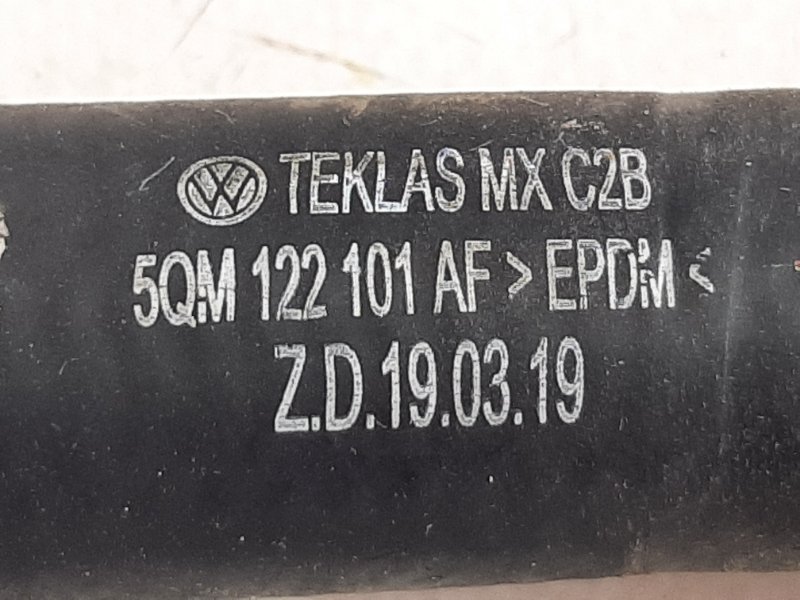 TEKLAS MX C2B
5QM 122 101 AF >EPDM<
Z.D.19.03.19